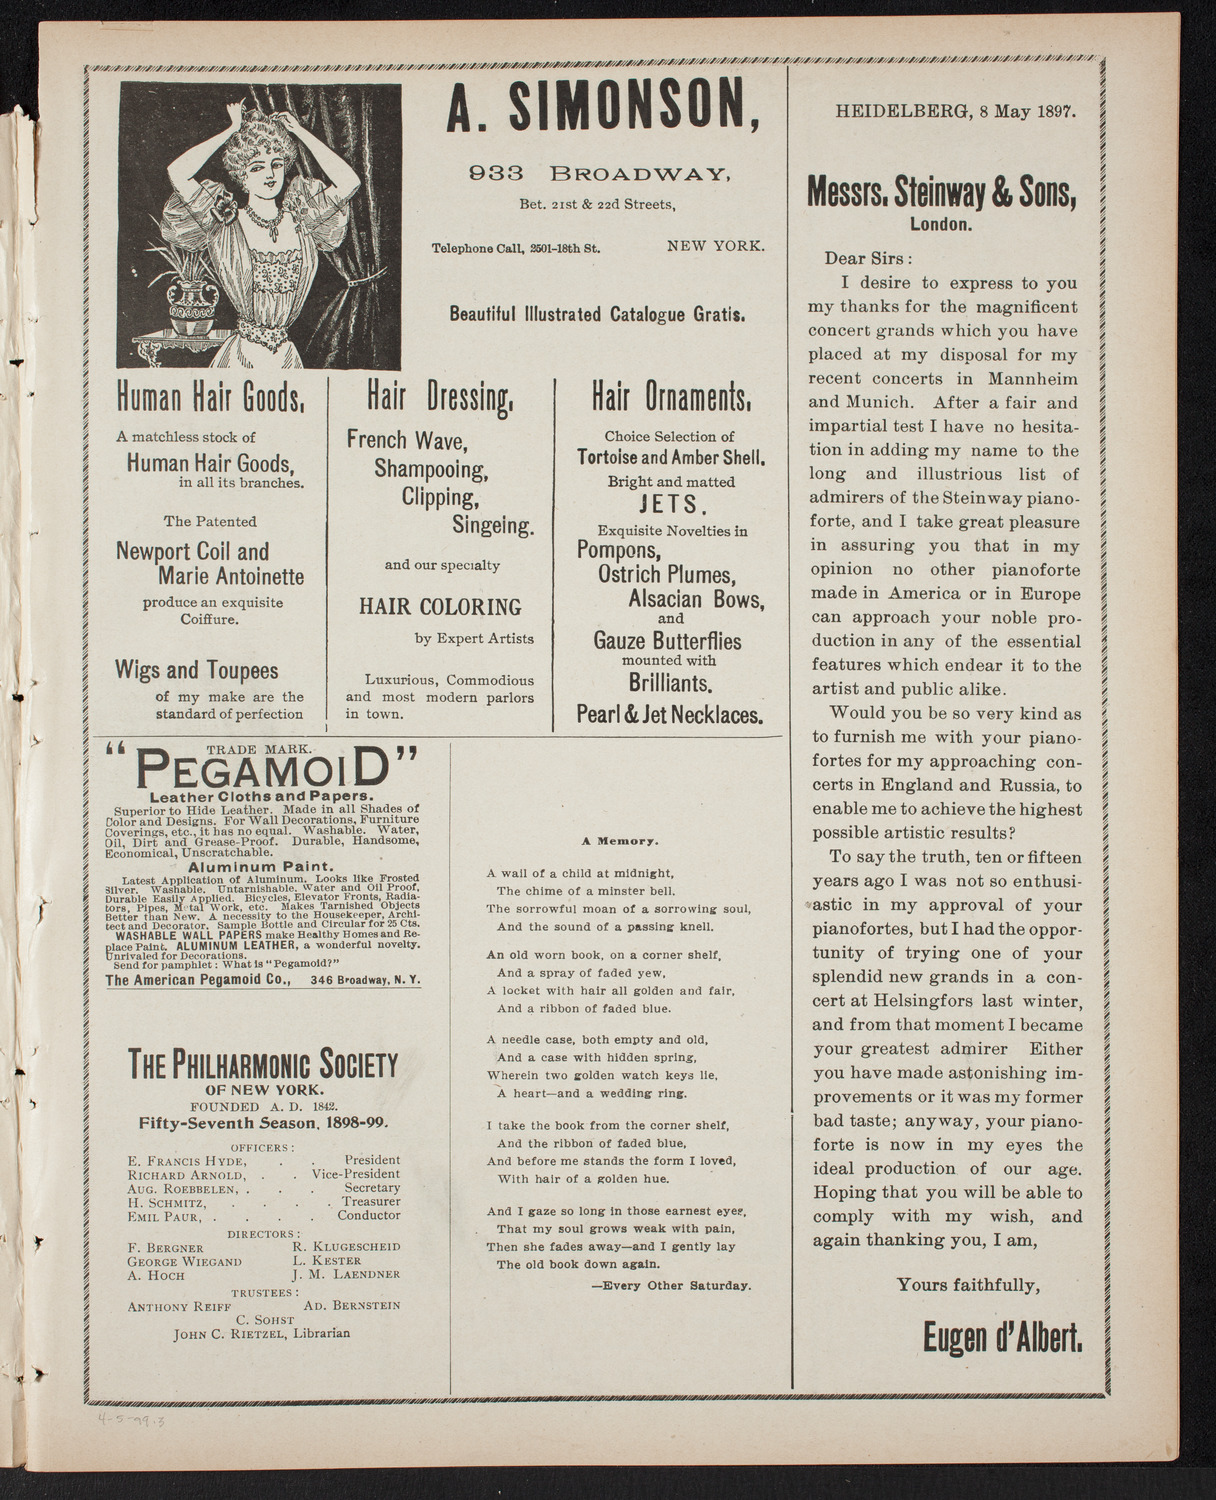 A. SIMONSON,
933 BROADWAY,
Bet. 21st & 22d Streets,
Telephone Call, 2501-18th St. NEW YORK.
Beautiful Illustrated Catalogue Gratis.
Human Hair Goods,
A matchless stock of
Human Hair Goods,
in all its branches.
The Patented
Newport Coil and
Marie Antoinette
produce an exquisite
Coiffure.
Wigs and Toupees
of my make are the
standard of perfection
Hair Dressing,
French Wave,
Shampooing,
Clipping,
Singeing.
and our specialty
HAIR COLORING
by Expert Artists
Luxurious, Commodious
and most modern parlors
in town.
Hair Ornaments,
Choice Selection of
Tortoise and Amber Shell.
Bright and matted
JETS.
Exquisite Novelties in
Pompons,
Ostrich Plumes,
Alsacian Bows,
and
Gauze Butterflies
mounted with
Brilliants.
Pearl & Jet Necklaces.
TRADE MARK.
"PEGAMOID"
Leather Cloths and Papers.
Superior to Hide Leather. Made in all Shades of
Color and Designs. For Wall Decorations, Furniture
Coverings, etc., it has no equal. Washable. Water,
Oil, Dirt and Grease-Proof. Durable, Handsome,
Economical, Unscratchable.
Aluminum Paint.
Latest Application of Aluminum. Looks like Frosted
Silver. Washable. Untarnishable. Water and Oil Proof,
Durable Easily Applied. Bicycles, Elevator Fronts, Radia-
tors, Pipes, Metal Work, etc. Makes Tarnished Objects
Better than New. A necessity to the Housekeeper, Archi-
tect and Decorator. Sample Bottle and Circular for 25 Cts.
WASHABLE WALL PAPERS make Healthy Homes and Re-
place Paint. ALUMINUM LEATHER, a wonderful novelty.
Unrivaled for Decorations.
Send for pamphlet: What is "Pegamoid?"
The American Pegamoid Co., 346 Broadway, N. Y.
THE PHILHARMONIC SOCIETY
OF NEW YORK.
FOUNDED A. D. 1842.
Fifty-Seventh Season, 1898-99.
OFFICERS:
E. FRANCIS HYDE, . . President
RICHARD ARNOLD, . . Vice-President
AUG. ROEBBELEN, . . . Secretary
H. SCHMITZ, . . . . Treasurer
EMIL PAUR, . . . . Conductor
DIRECTORS:
F. BERGNER R. KLUGESCHEID
GEORGE WIEGAND L. KESTER
A. HOCH J. M. LAENDNER
TRUSTEES:
ANTHONY REIFF AD. BERNSTEIN
C. SOHST
JOHN C. RIETZEL, Librarian
A Memory.
A wail of a child at midnight,
The chime of a minster bell,
The sorrowful moan of a sorrowing soul,
And the sound of a passing knell.
An old worn book, on a corner shelf,
And a spray of faded yew,
A locket with hair all golden and fair,
And a ribbon of faded blue.
A needle case, both empty and old,
And a case with hidden spring,
Wherein two golden watch keys lie,
A heart—and a wedding ring.
I take the book from the corner shelf,
And the ribbon of faded blue,
And before me stands the form I loved,
With hair of a golden hue.
And I gaze so long in those earnest eyes,
That my soul grows weak with pain,
Then she fades away—and I gently lay
The old book down again.
—Every Other Saturday.
HEIDELBERG, 8 May 1897.
Messrs. Steinway & Sons,
London.
Dear Sirs:
I desire to express to you
my thanks for the magnificent
concert grands which you have
placed at my disposal for my
recent concerts in Mannheim
and Munich. After a fair and
impartial test I have no hesita-
tion in adding my name to the
long and illustrious list of
admirers of the Steinway piano-
forte, and I take great pleasure
in assuring you that in my
opinion no other pianoforte
made in America or in Europe
can approach your noble pro-
duction in any of the essential
features which endear it to the
artist and public alike.
Would you be so very kind as
to furnish me with your piano-
fortes for my approaching con-
certs in England and Russia, to
enable me to achieve the highest
possible artistic results?
To say the truth, ten or fifteen
years ago I was not so enthusi-
astic in my approval of your
pianofortes, but I had the oppor-
tunity of trying one of your
splendid new grands in a con-
cert at Helsingfors last winter,
and from that moment I became
your greatest admirer Either
you have made astonishing im-
provements or it was my former
bad taste; anyway, your piano-
forte is now in my eyes the
ideal production of our age.
Hoping that you will be able to
comply with my wish, and
again thanking you, I am,
Yours faithfully,
Eugen d'Albert.
4-5-99.3